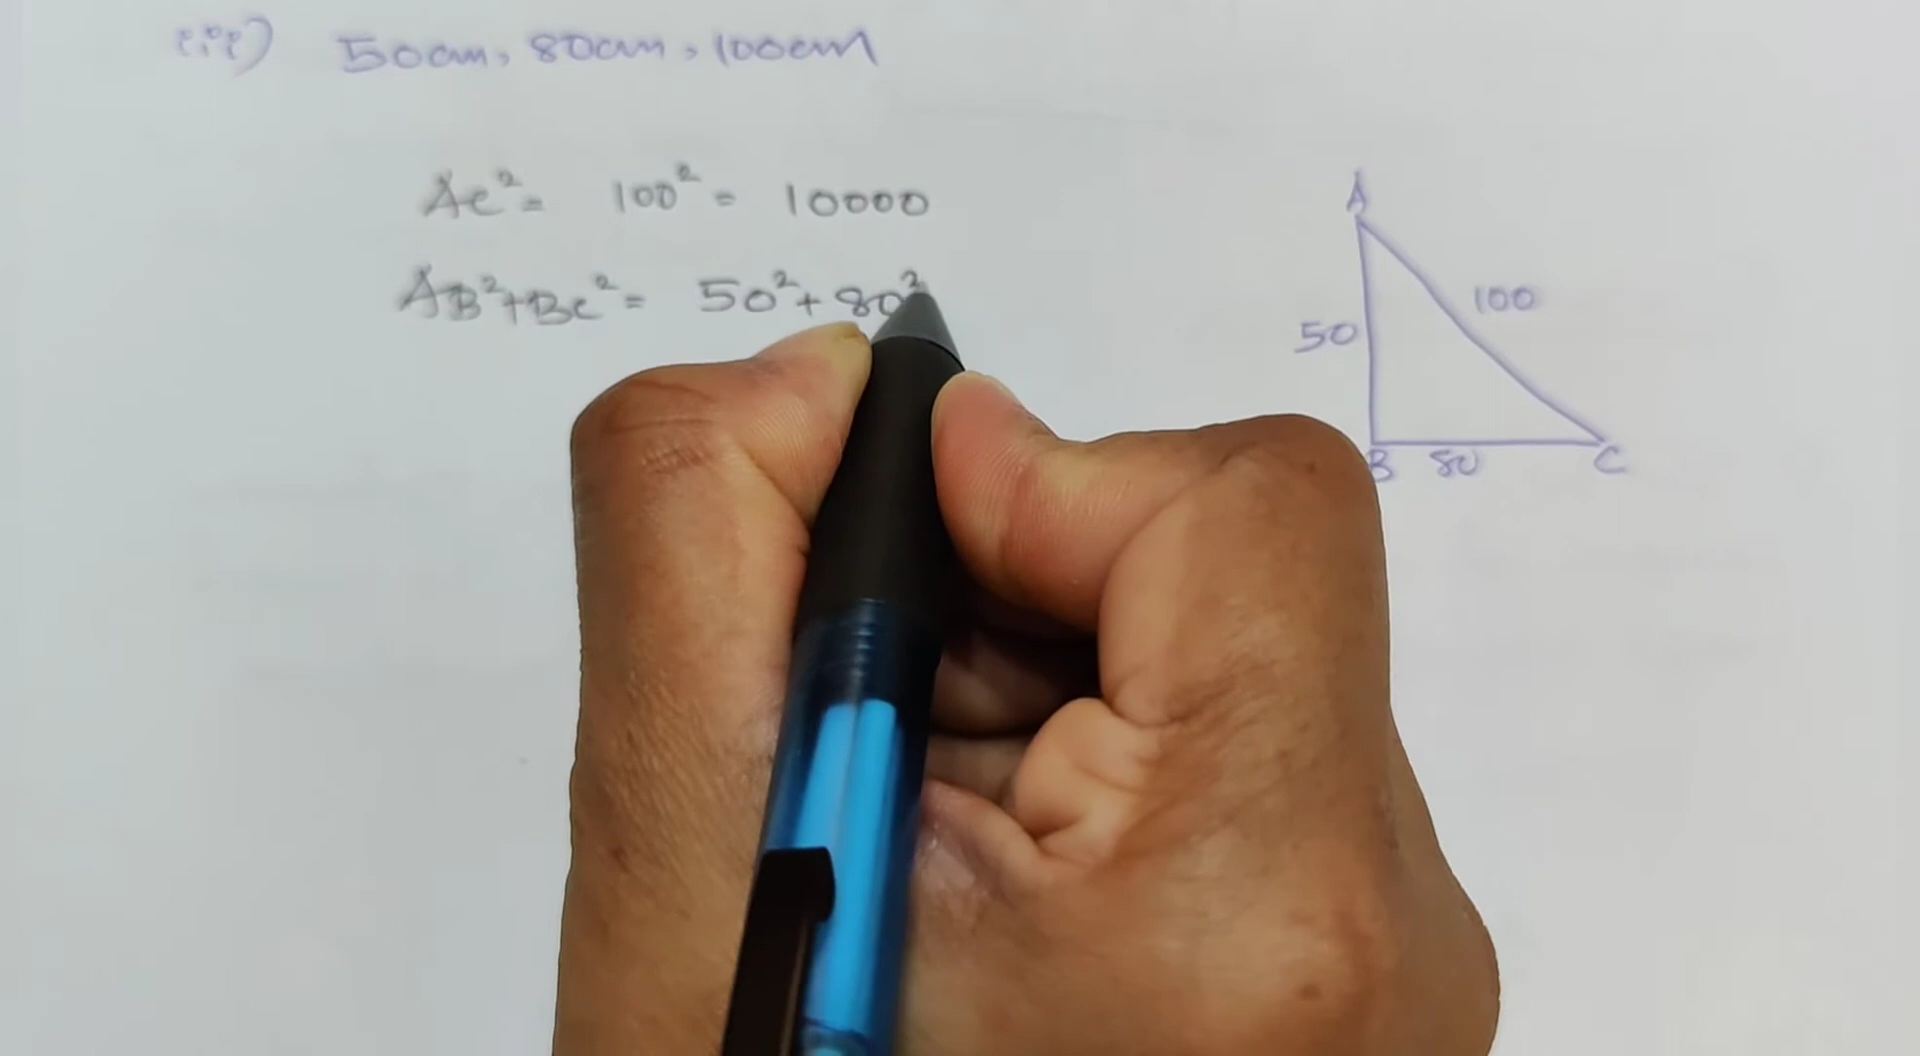 iii) 50cm, 80cm, 100cm
AC² = 100² = 10000
AB²+BC² = 50²+80²
A
100
50
B 80 C